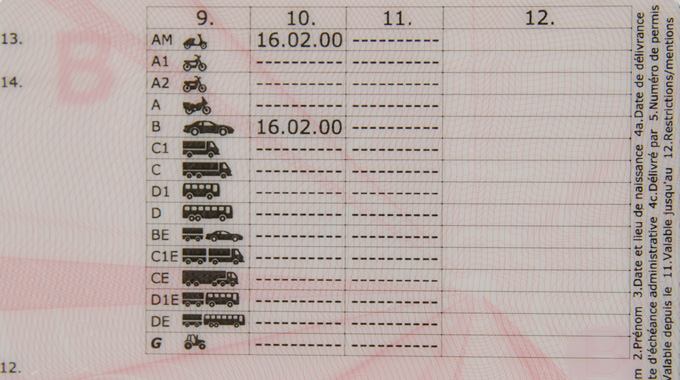 9. 10. 11. 12.
13.
AM 16.02.00 ----------
A1 ---------- ----------
14.
A2 ---------- ----------
A ---------- ----------
B
B 16.02.00 ----------
C1 ---------- ----------
C ---------- ----------
D1 ---------- ----------
D ---------- ----------
BE ---------- ----------
C1E ---------- ----------
CE ---------- ----------
D1E ---------- ----------
DE ---------- ----------
G ---------- ----------
12.
2.Prénom 3.Date et lieu de naissance 4a.Date de délivrance
d'échéance administrative 4c.Délivré par 5.Numéro de permis
Valable depuis le 11.Valable jusqu'au 12.Restrictions/mentions